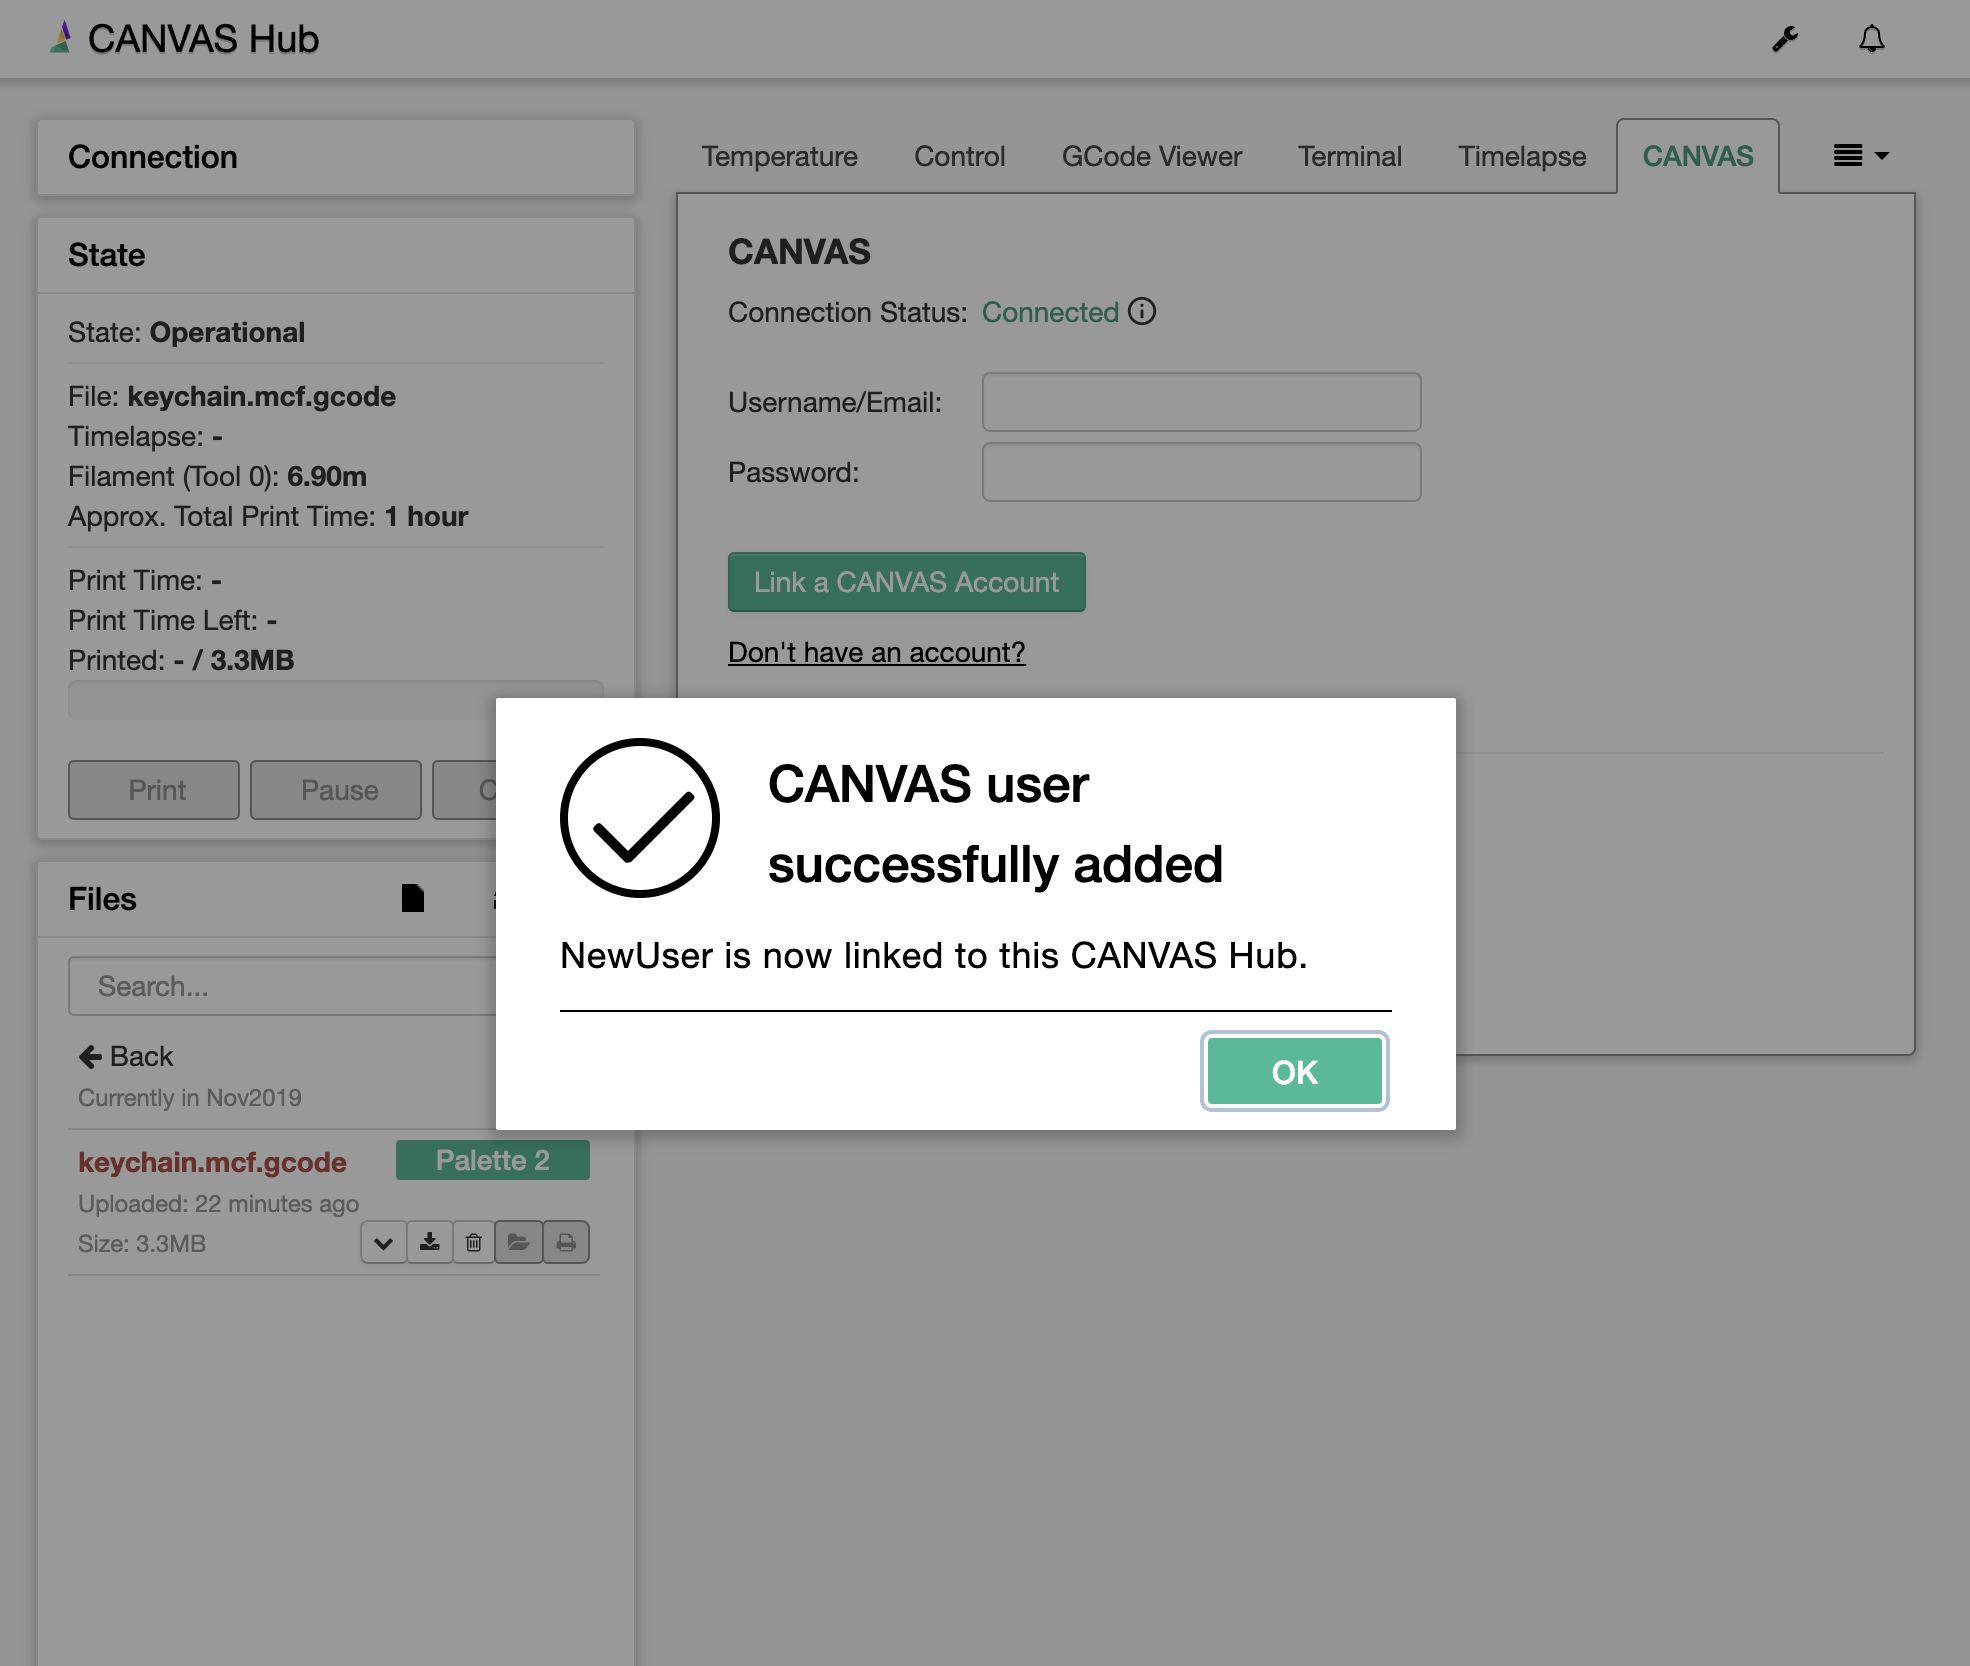 CANVAS Hub
Connection
State
State: Operational
File: keychain.mcf.gcode
Timelapse: -
Filament (Tool 0): 6.90m
Approx. Total Print Time: 1 hour
Print Time: -
Print Time Left: -
Printed: - / 3.3MB
Print Pause
Files
Search...
Back
Currently in Nov2019
keychain.mcf.gcode Palette 2
Uploaded: 22 minutes ago
Size: 3.3MB
Temperature Control GCode Viewer Terminal Timelapse CANVAS
CANVAS
Connection Status: Connected
Username/Email:
Password:
Link a CANVAS Account
Don't have an account?
CANVAS user
successfully added
NewUser is now linked to this CANVAS Hub.
OK